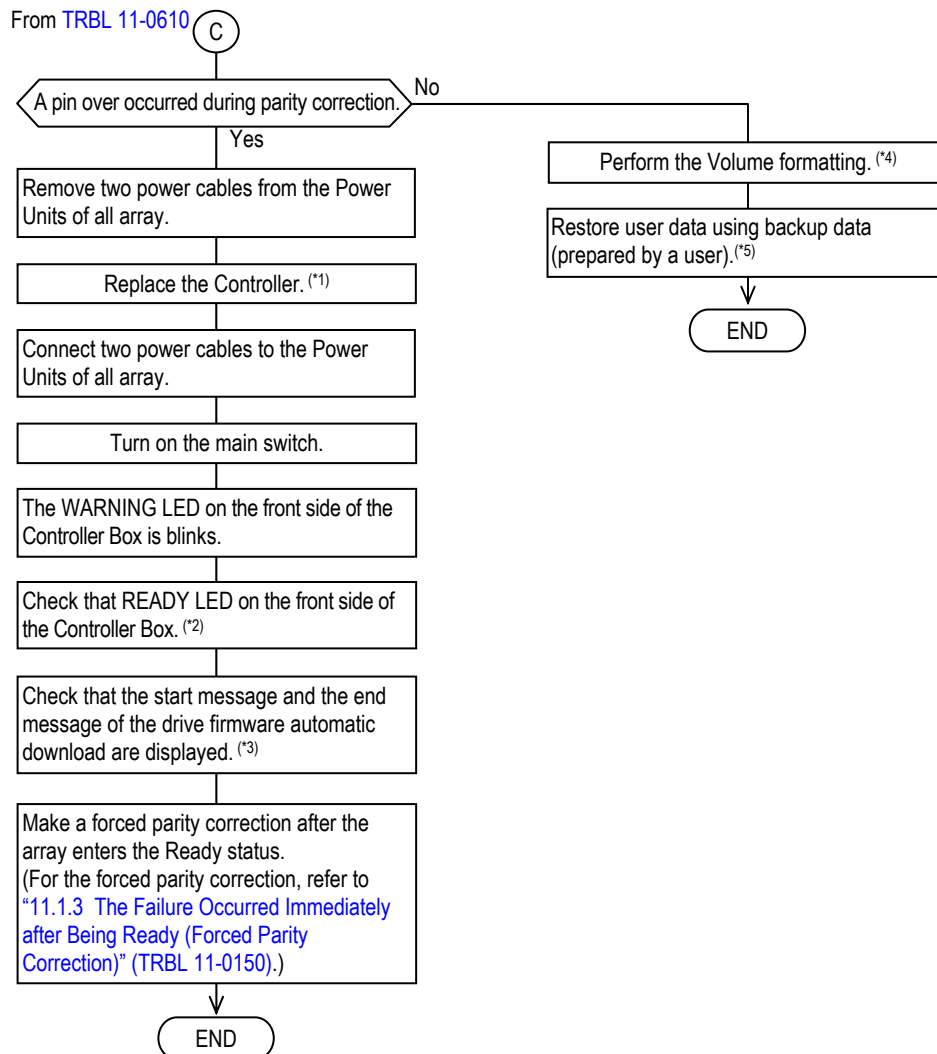 From TRBL 11-0610
C
A pin over occurred during parity correction.
No
Yes
Remove two power cables from the Power
Units of all array.
Replace the Controller. (*1)
Connect two power cables to the Power
Units of all array.
Turn on the main switch.
The WARNING LED on the front side of the
Controller Box is blinks.
Check that READY LED on the front side of
the Controller Box. (*2)
Check that the start message and the end
message of the drive firmware automatic
download are displayed. (*3)
Make a forced parity correction after the
array enters the Ready status.
(For the forced parity correction, refer to
“11.1.3 The Failure Occurred Immediately
after Being Ready (Forced Parity
Correction)” (TRBL 11-0150).)
END
Perform the Volume formatting. (*4)
Restore user data using backup data
(prepared by a user).(*5)
END